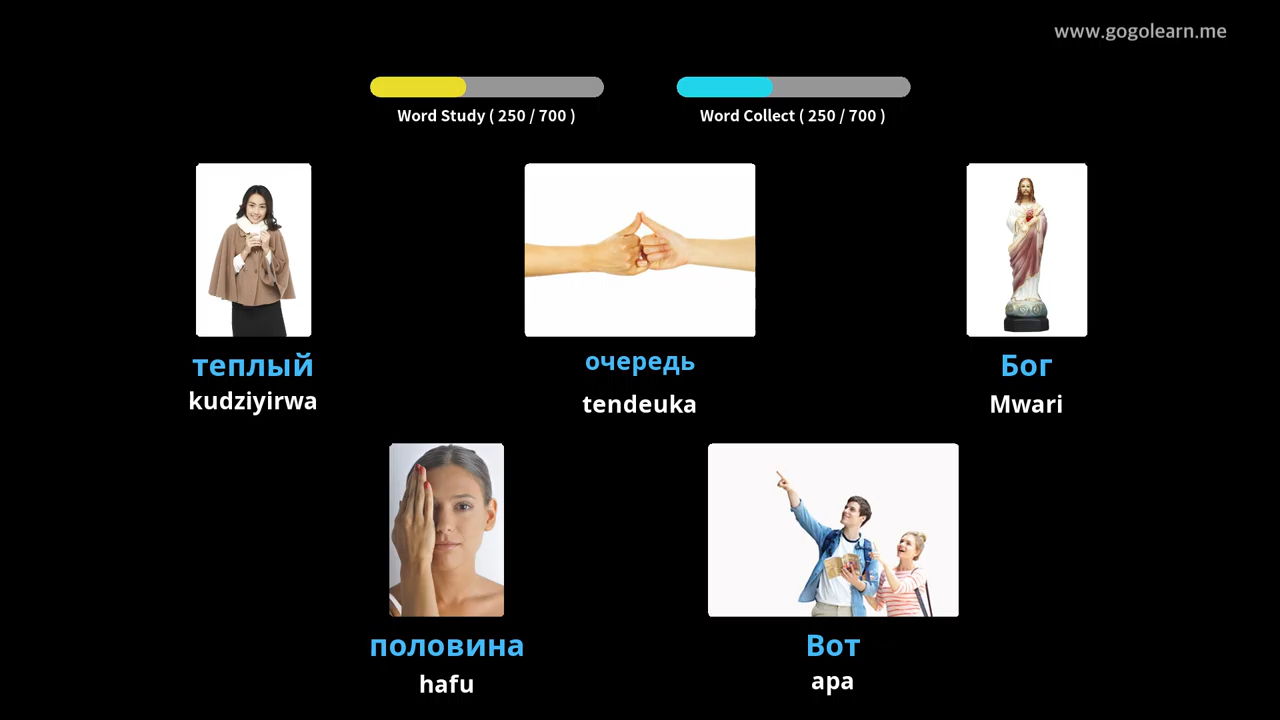 www.gogolearn.me
Word Study ( 250 / 700 )
Word Collect ( 250 / 700 )
теплый
kudziyirwa
очередь
tendeuka
Бог
Mwari
половина
hafu
Вот
apa